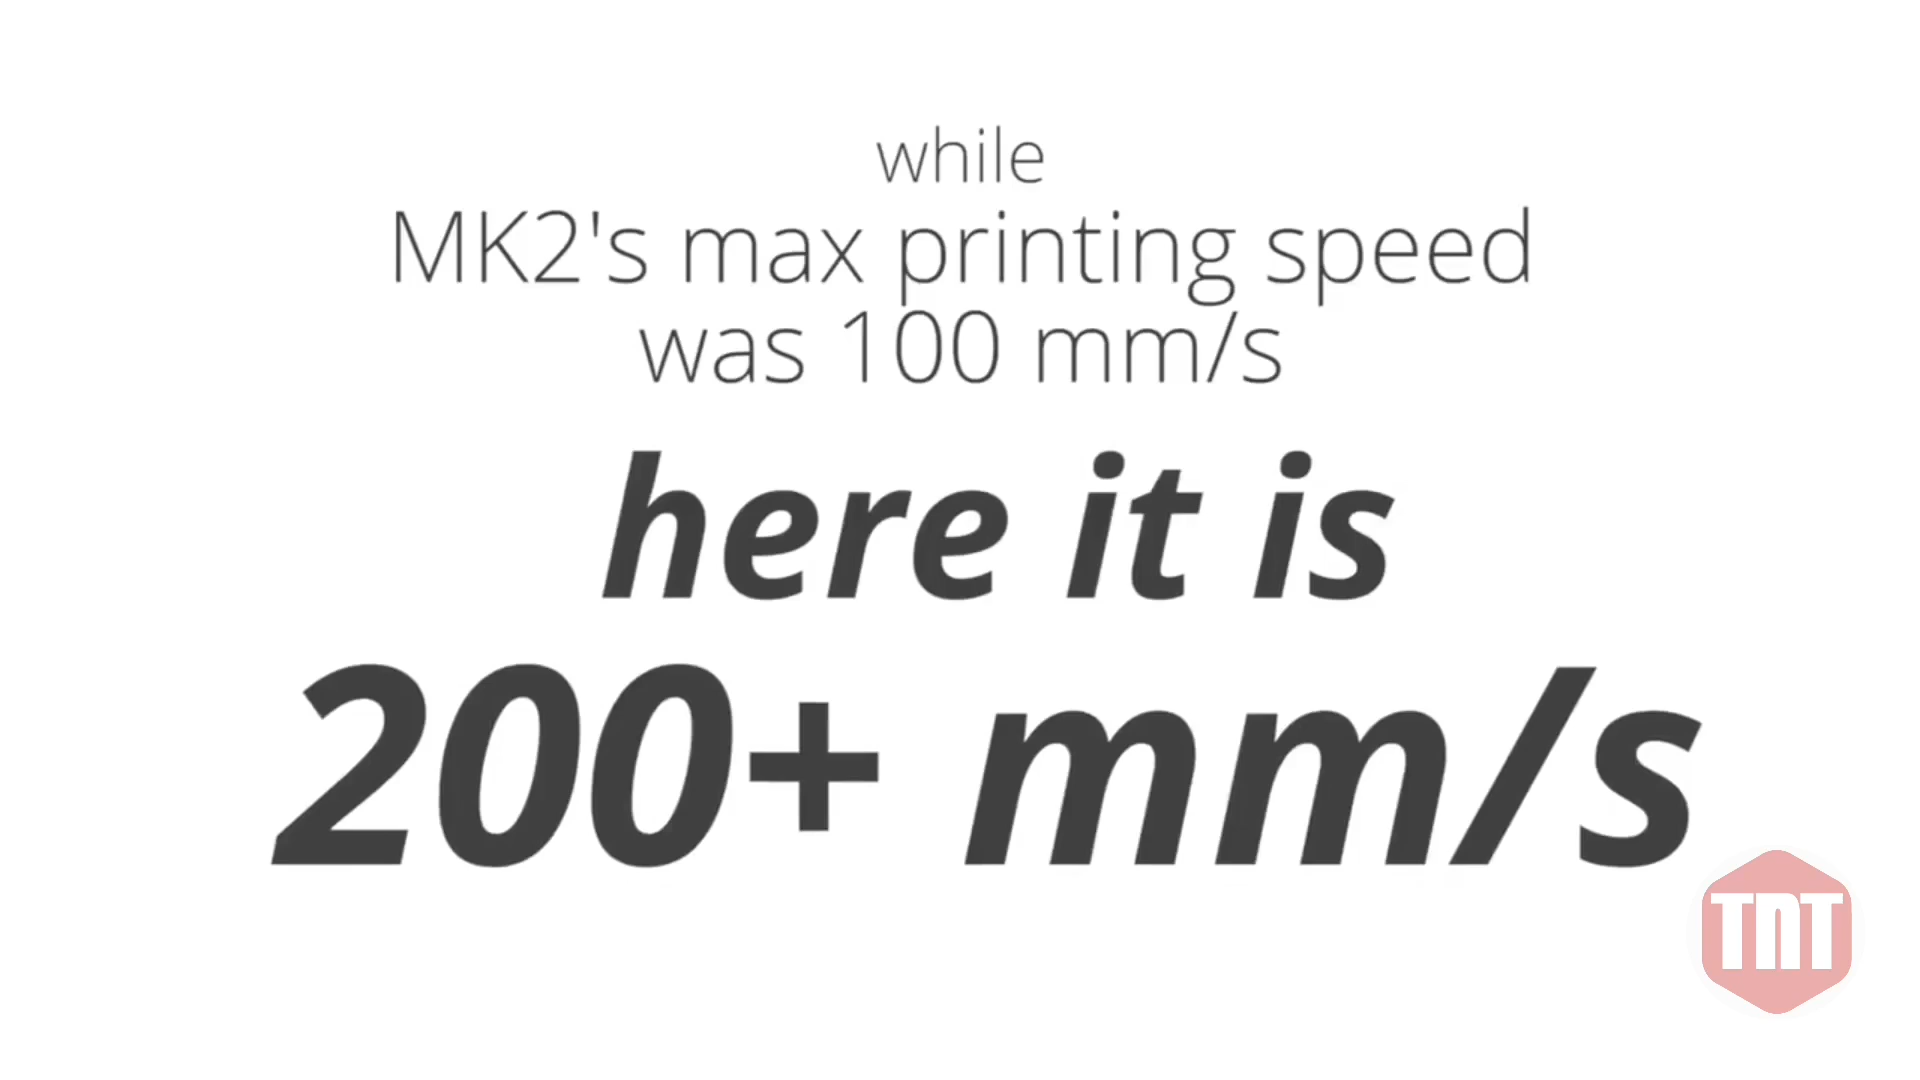 while
MK2's max printing speed
was 100 mm/s
here it is
200+ mm/s
TNT